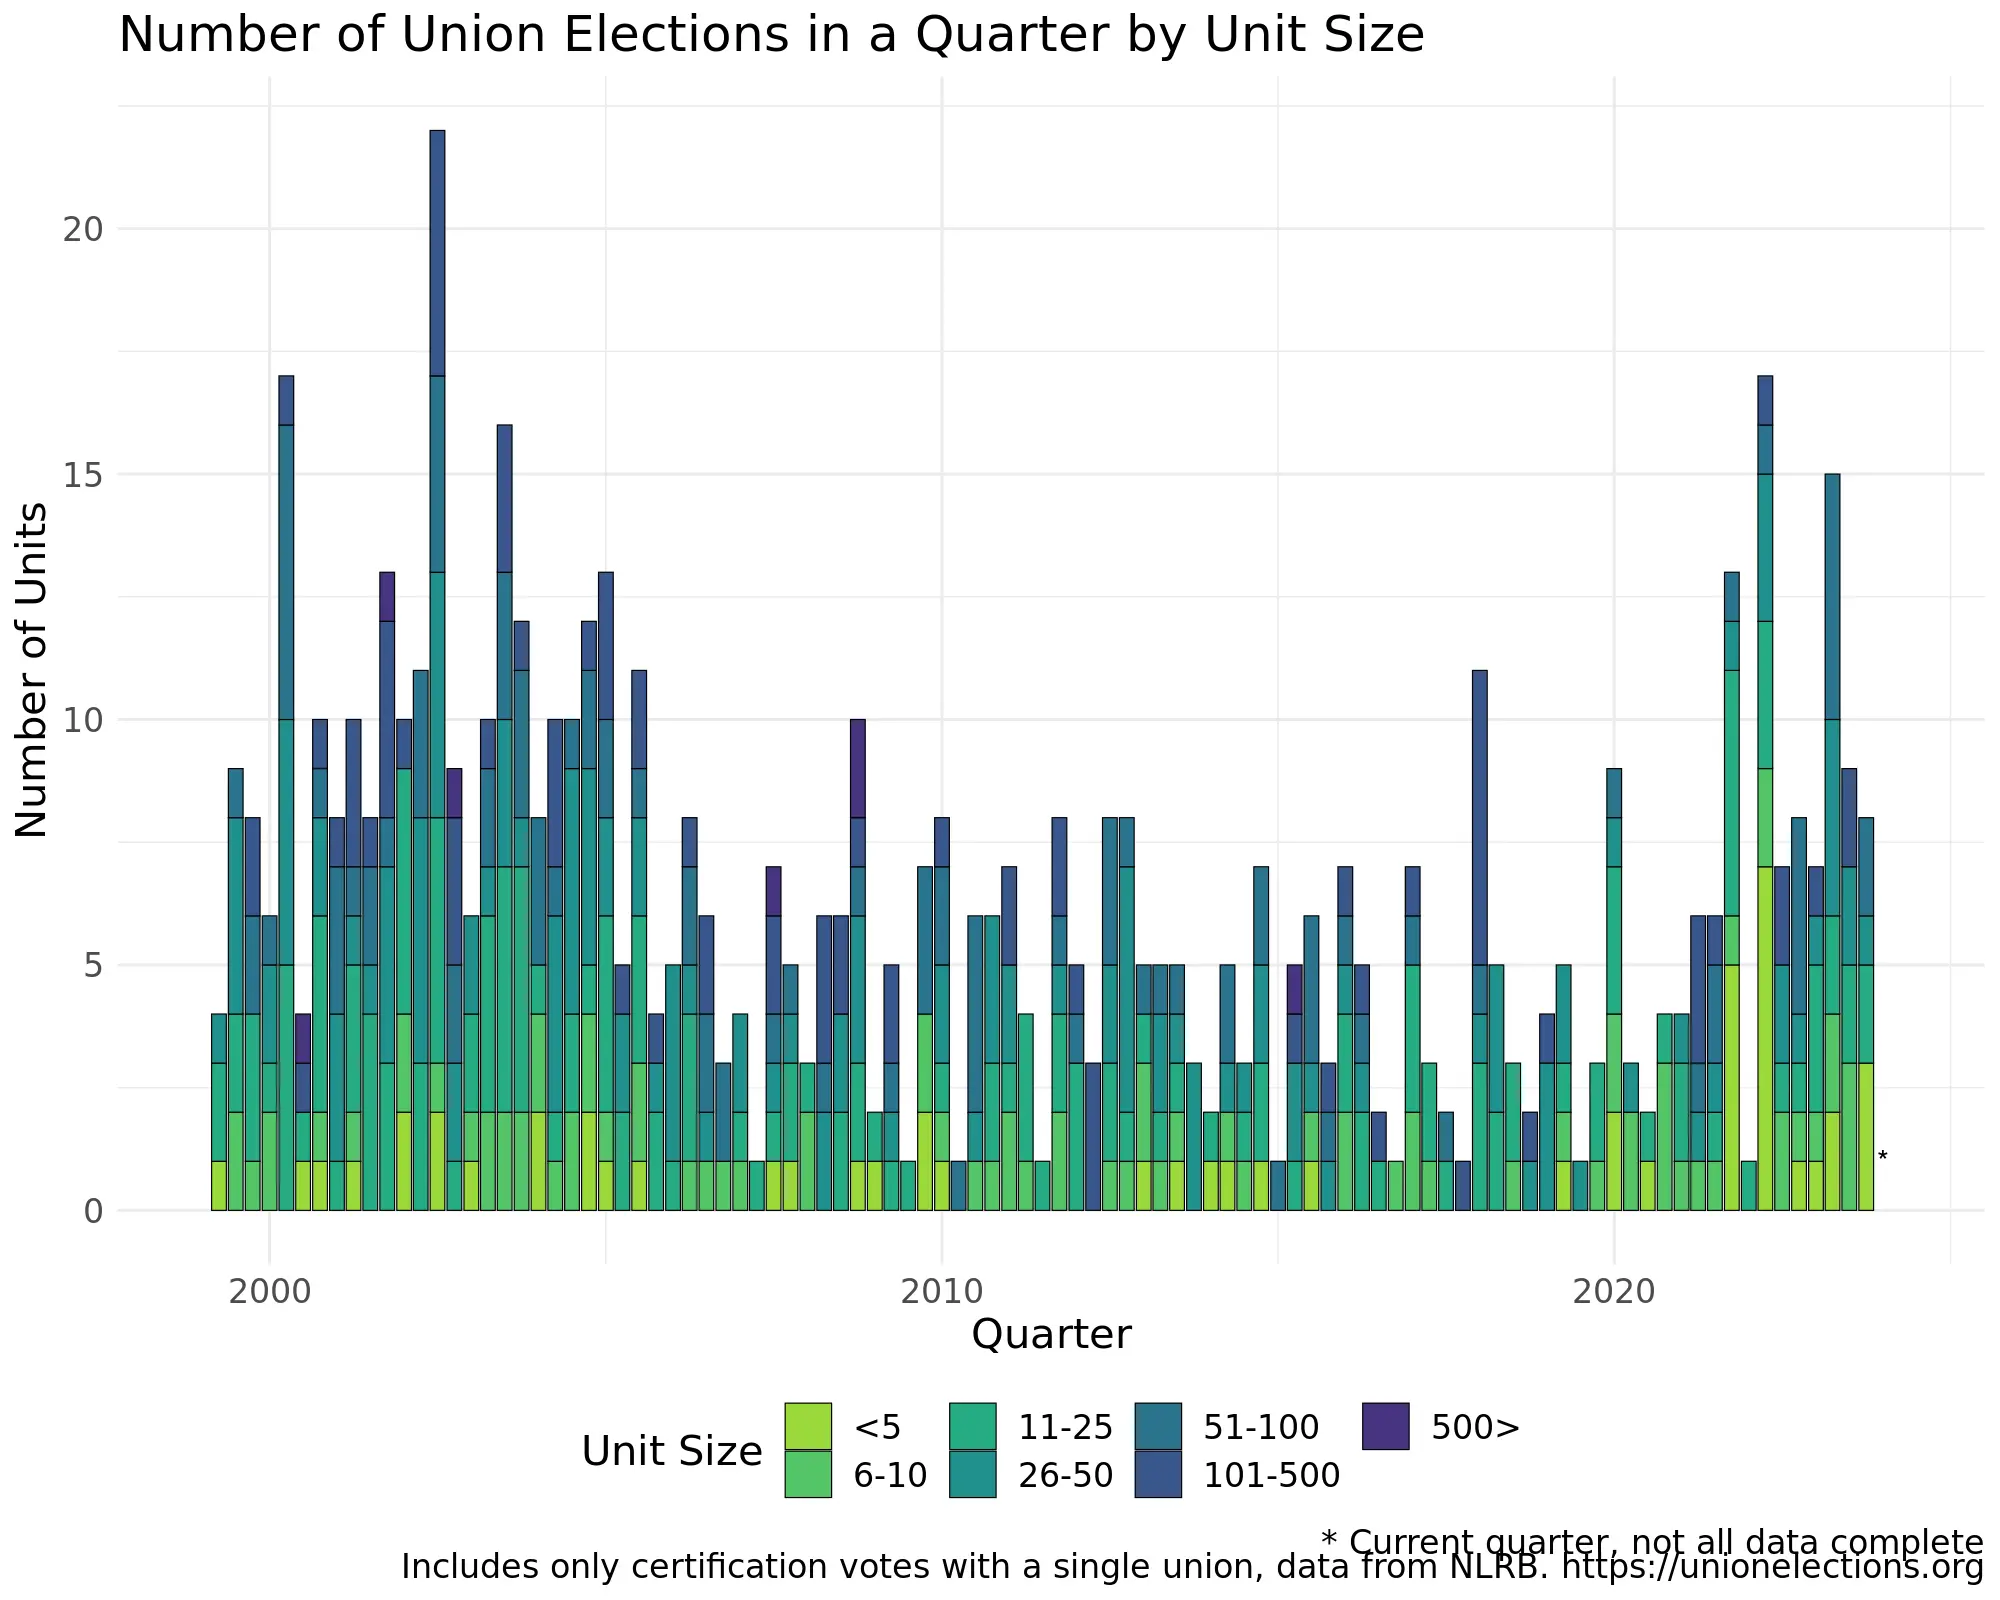 Number of Union Elections in a Quarter by Unit Size
Number of Units
20
15
10
5
0
*
2000 2010 2020
Quarter
Unit Size
<5 11-25 51-100 500>
6-10 26-50 101-500
* Current quarter, not all data complete
Includes only certification votes with a single union, data from NLRB. https://unionelections.org